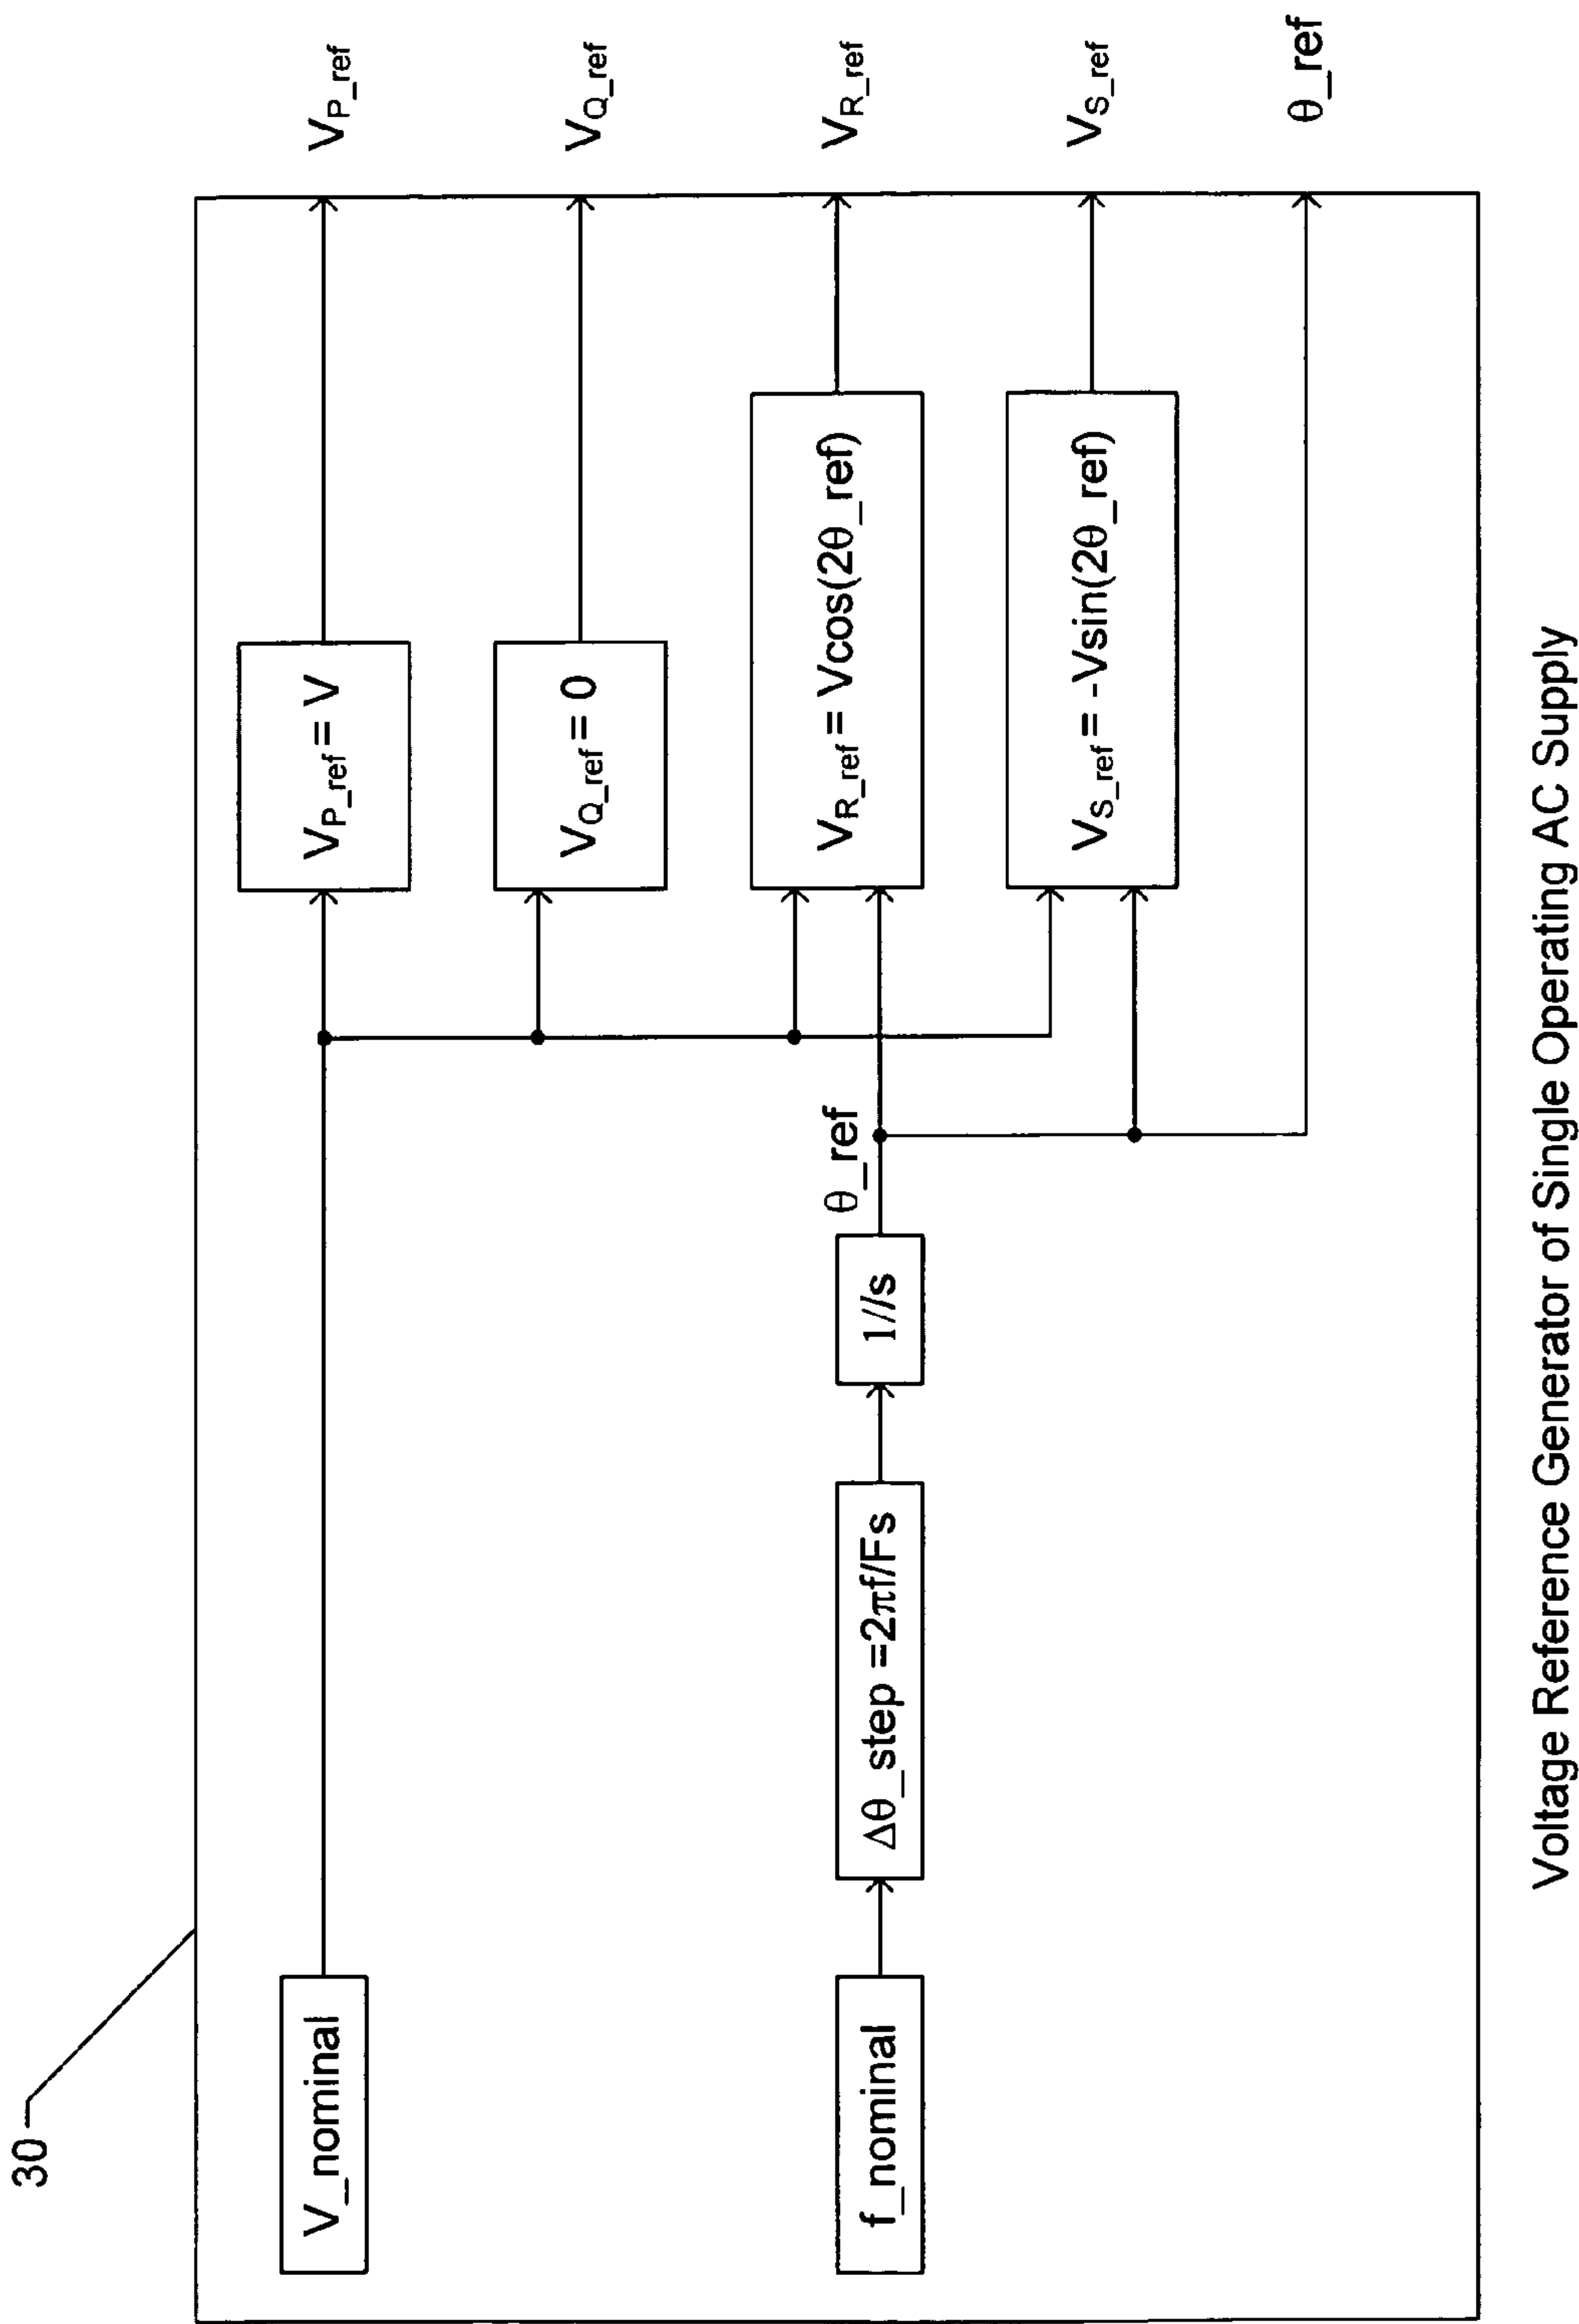 30
V_nominal
V_P_ref = V
V_P_ref
V_Q_ref = 0
V_Q_ref
f_nominal
Δθ_step =2πf/Fs
1//s
θ_ref
V_R_ref = Vcos(2θ_ref)
V_R_ref
V_S_ref = -Vsin(2θ_ref)
V_S_ref
θ_ref
Voltage Reference Generator of Single Operating AC Supply